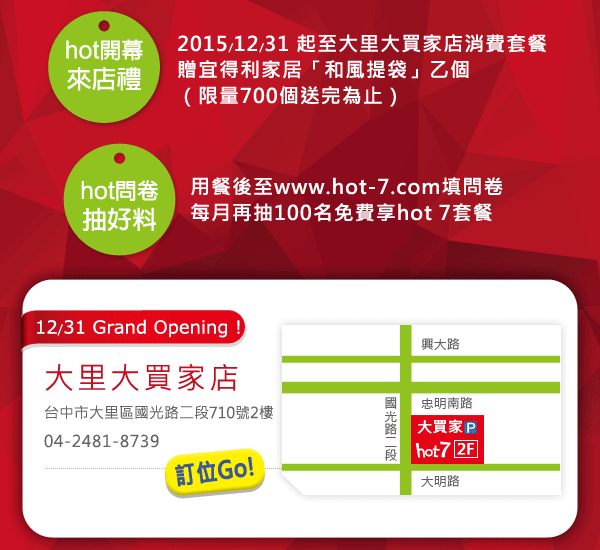 hot開幕
來店禮
2015/12/31 起至大里大買家店消費套餐
贈宜得利家居「和風提袋」乙個
( 限量700個送完為止 )
hot問卷
抽好料
用餐後至www.hot-7.com填問卷
每月再抽100名免費享hot 7套餐
12/31 Grand Opening !
大里大買家店
台中市大里區國光路二段710號2樓
04-2481-8739
訂位Go!
興大路
國光路二段
忠明南路
大買家 P
hot7 2F
大明路